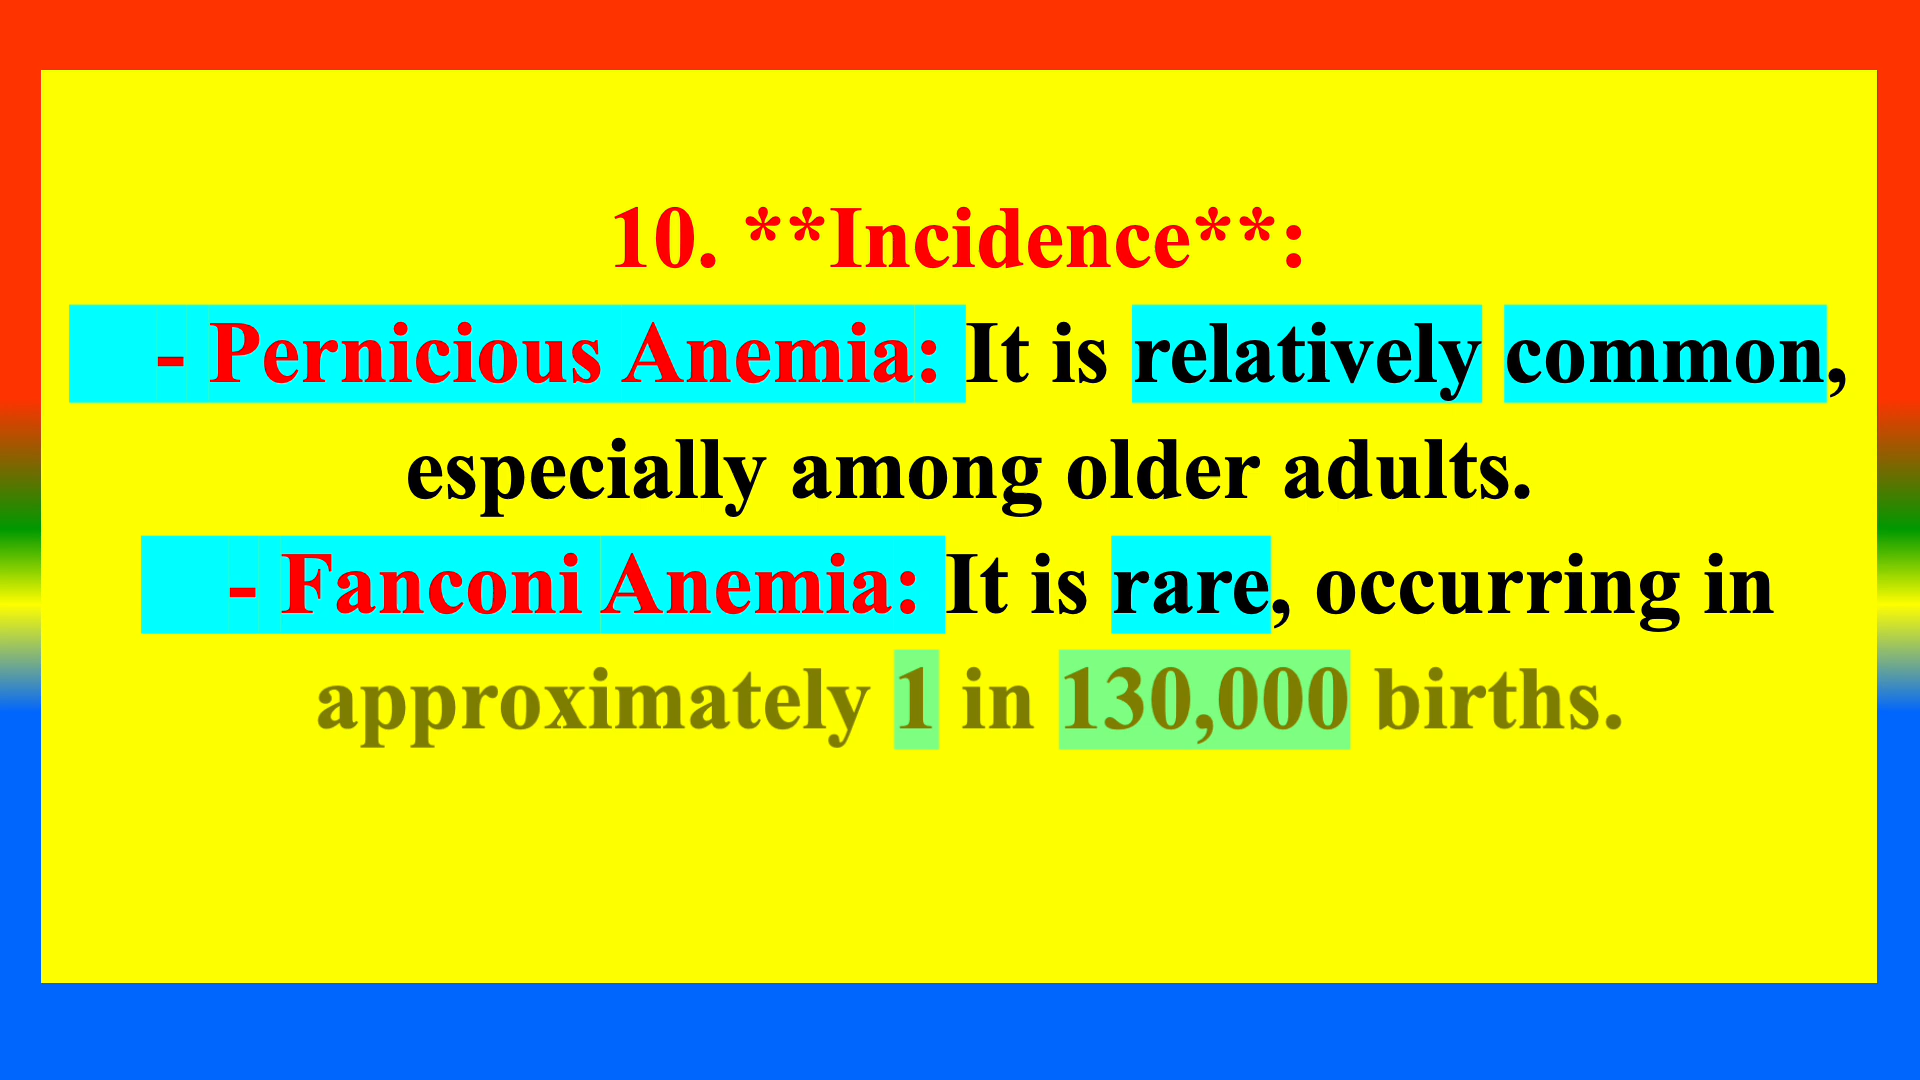 10. **Incidence**:
- Pernicious Anemia: It is relatively common,
especially among older adults.
- Fanconi Anemia: It is rare, occurring in
approximately 1 in 130,000 births.